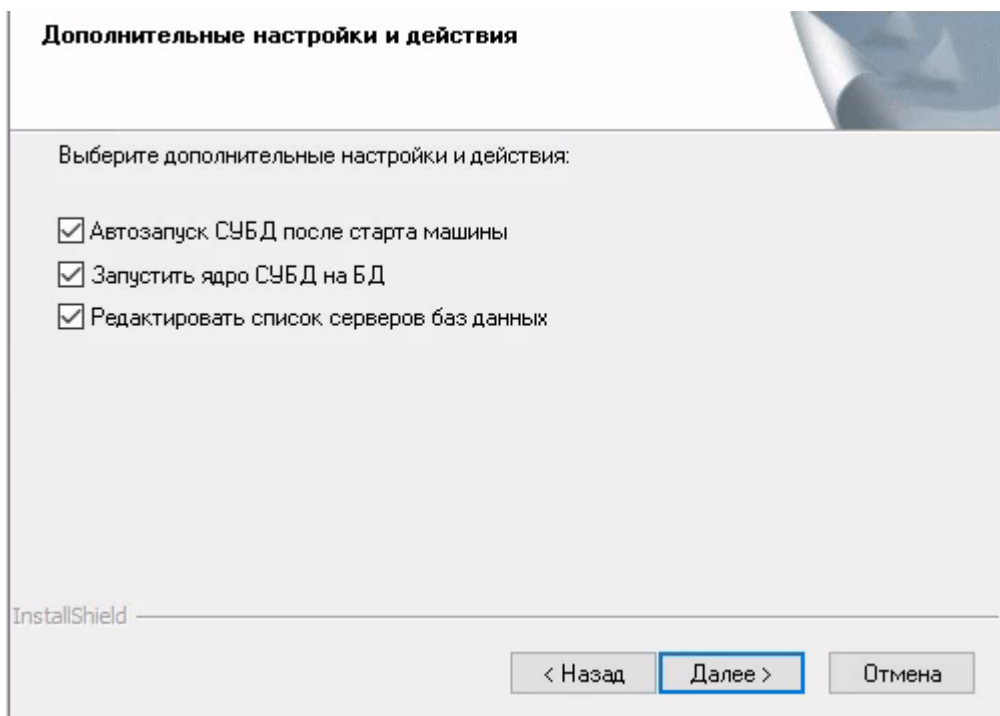 Дополнительные настройки и действия
Выберите дополнительные настройки и действия:
Автозапуск СУБД после старта машины
Запустить ядро СУБД на БД
Редактировать список серверов баз данных
InstallShield
< Назад
Далее >
Отмена